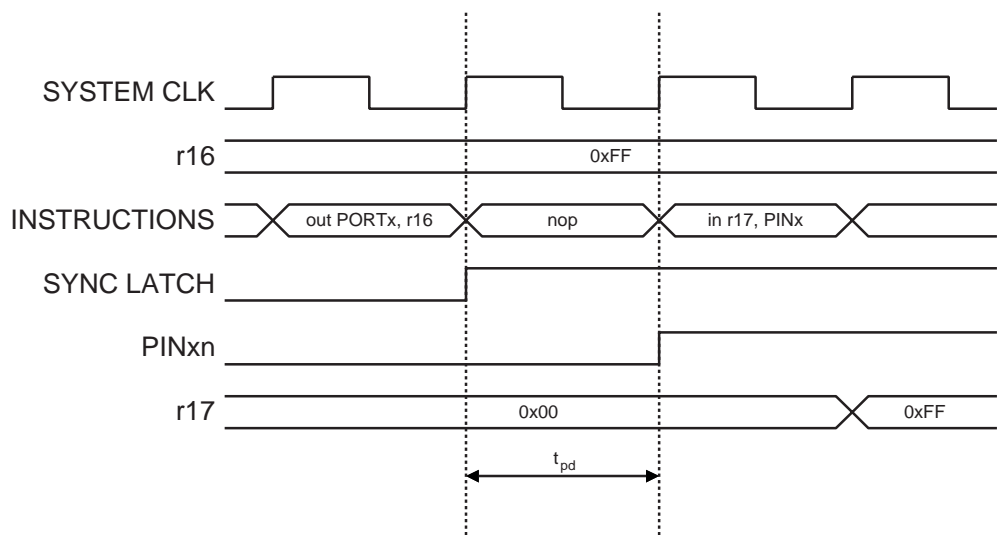 SYSTEM CLK
r16 0xFF
INSTRUCTIONS out PORTx, r16 nop in r17, PINx
SYNC LATCH
PINxn
r17 0x00 0xFF
tpd